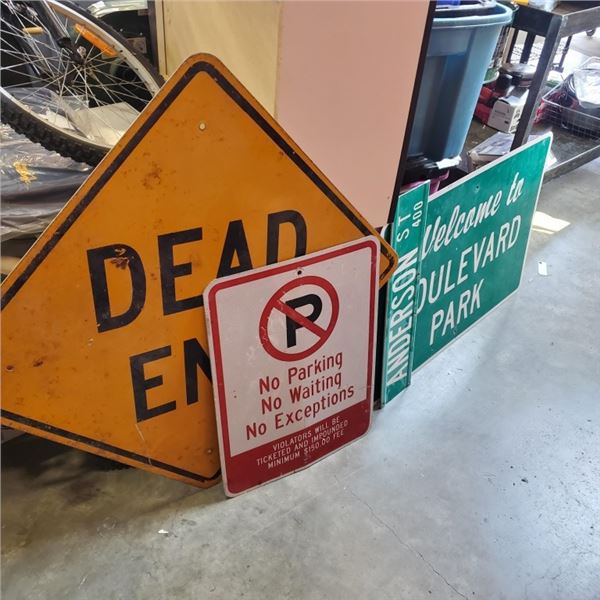 DEAD
EN
P
No Parking
No Waiting
No Exceptions
VIOLATORS WILL BE
TICKETED AND IMPOUNDED
MINIMUM $150.00 FEE
ANDERSON ST
400
Welcome to
OULEVARD
PARK